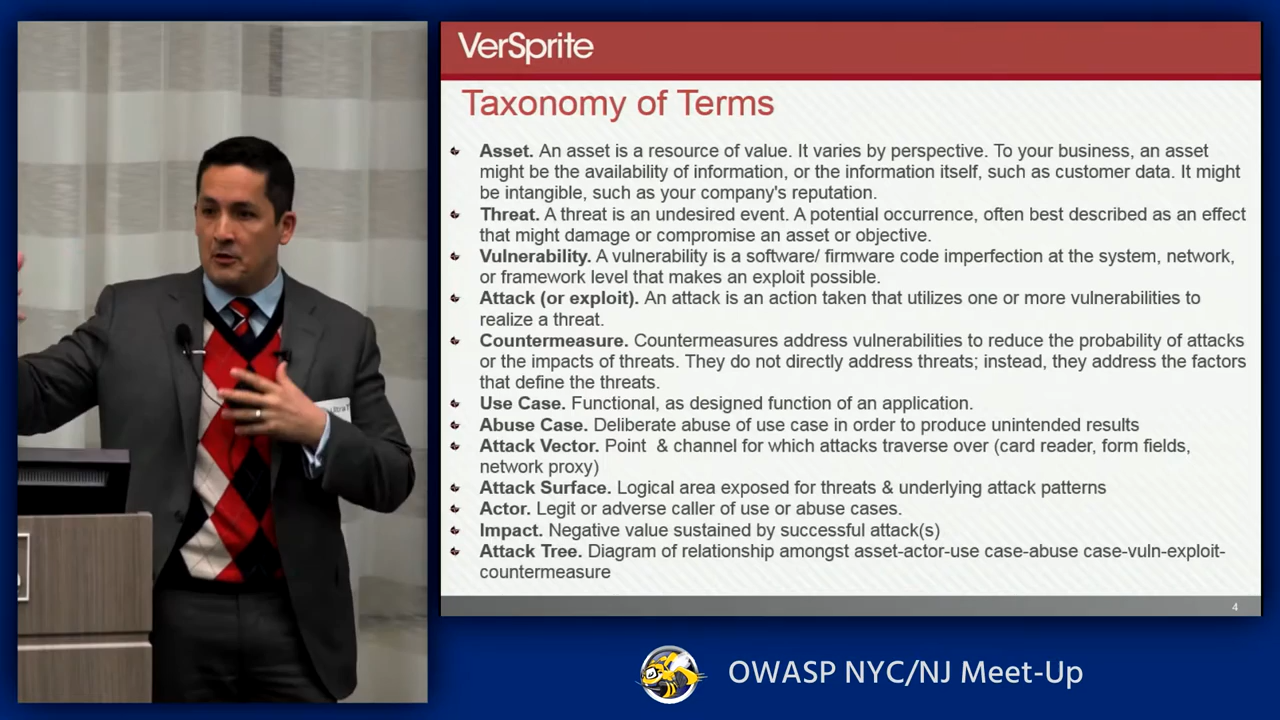 VerSprite
Taxonomy of Terms
Asset. An asset is a resource of value. It varies by perspective. To your business, an asset
might be the availability of information, or the information itself, such as customer data. It might
be intangible, such as your company's reputation.
Threat. A threat is an undesired event. A potential occurrence, often best described as an effect
that might damage or compromise an asset or objective.
Vulnerability. A vulnerability is a software/ firmware code imperfection at the system, network,
or framework level that makes an exploit possible.
Attack (or exploit). An attack is an action taken that utilizes one or more vulnerabilities to
realize a threat.
Countermeasure. Countermeasures address vulnerabilities to reduce the probability of attacks
or the impacts of threats. They do not directly address threats; instead, they address the factors
that define the threats.
Use Case. Functional, as designed function of an application.
Abuse Case. Deliberate abuse of use case in order to produce unintended results
Attack Vector. Point & channel for which attacks traverse over (card reader, form fields,
network proxy)
Attack Surface. Logical area exposed for threats & underlying attack patterns
Actor. Legit or adverse caller of use or abuse cases.
Impact. Negative value sustained by successful attack(s)
Attack Tree. Diagram of relationship amongst asset-actor-use case-abuse case-vuln-exploit-
countermeasure
4
OWASP NYC/NJ Meet-Up